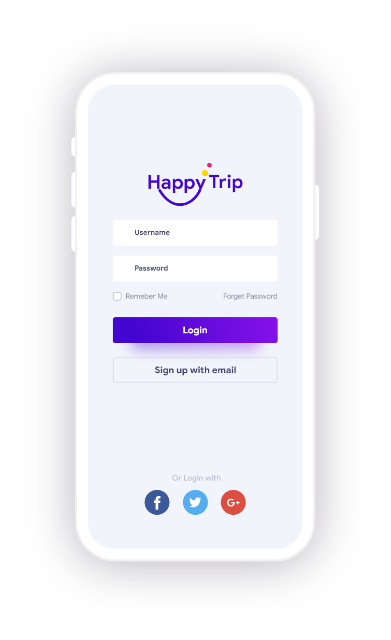 Happy Trip
Username
Password
Remeber Me
Forget Password
Login
Sign up with email
Or Login with
f
G+